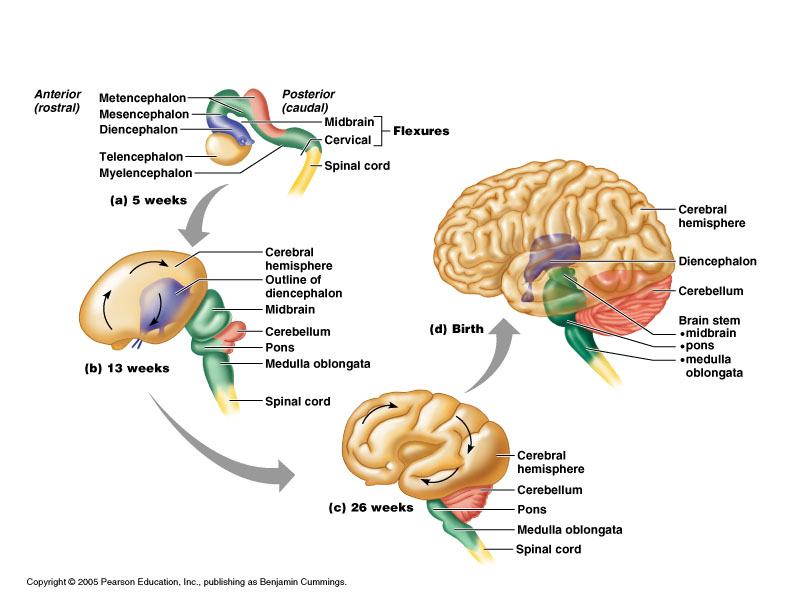 Anterior
(rostral)
Metencephalon
Mesencephalon
Diencephalon
Telencephalon
Myelencephalon
Posterior
(caudal)
Midbrain
Cervical
Flexures
Spinal cord
(a) 5 weeks
Cerebral
hemisphere
Outline of
diencephalon
Midbrain
Cerebellum
Pons
Medulla oblongata
Spinal cord
(b) 13 weeks
Cerebral
hemisphere
Cerebellum
Pons
Medulla oblongata
Spinal cord
(c) 26 weeks
Cerebral
hemisphere
Diencephalon
Cerebellum
Brain stem
•midbrain
•pons
•medulla
oblongata
(d) Birth
Copyright © 2005 Pearson Education, Inc., publishing as Benjamin Cummings.